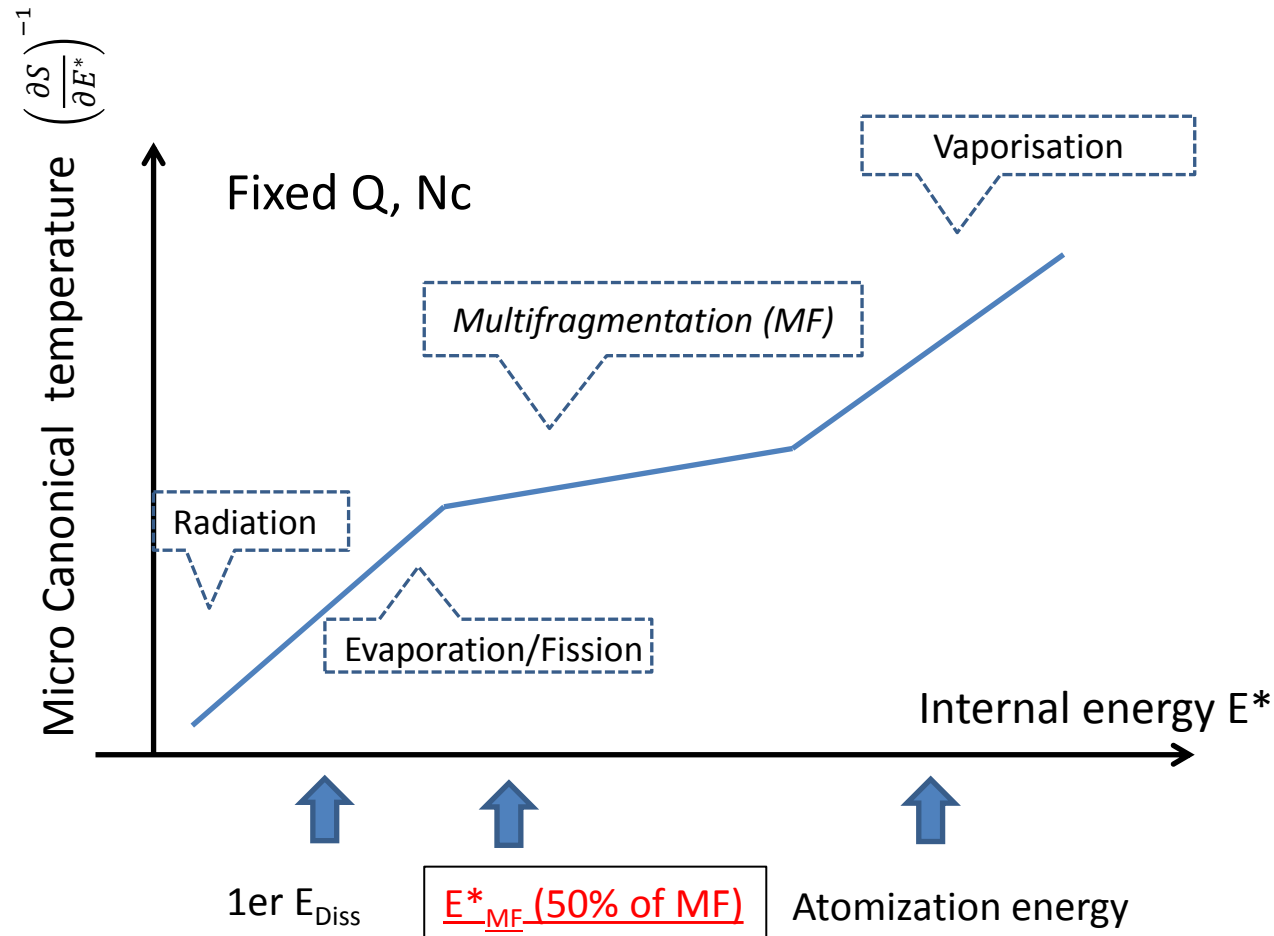 (∂S/∂E*)⁻¹
Micro Canonical temperature
Fixed Q, Nc
Vaporisation
Multifragmentation (MF)
Radiation
Evaporation/Fission
Internal energy E*
1er E_Diss
E*_MF (50% of MF)
Atomization energy